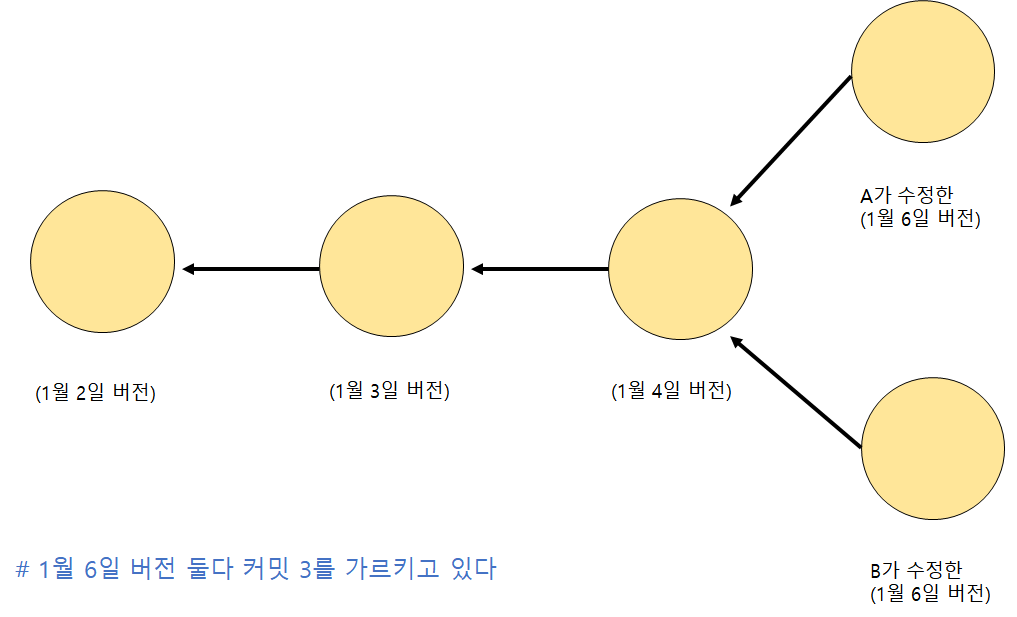 A가 수정한
(1월 6일 버전)
(1월 2일 버전)
(1월 3일 버전)
(1월 4일 버전)
# 1월 6일 버전 둘다 커밋 3를 가르키고 있다
B가 수정한
(1월 6일 버전)